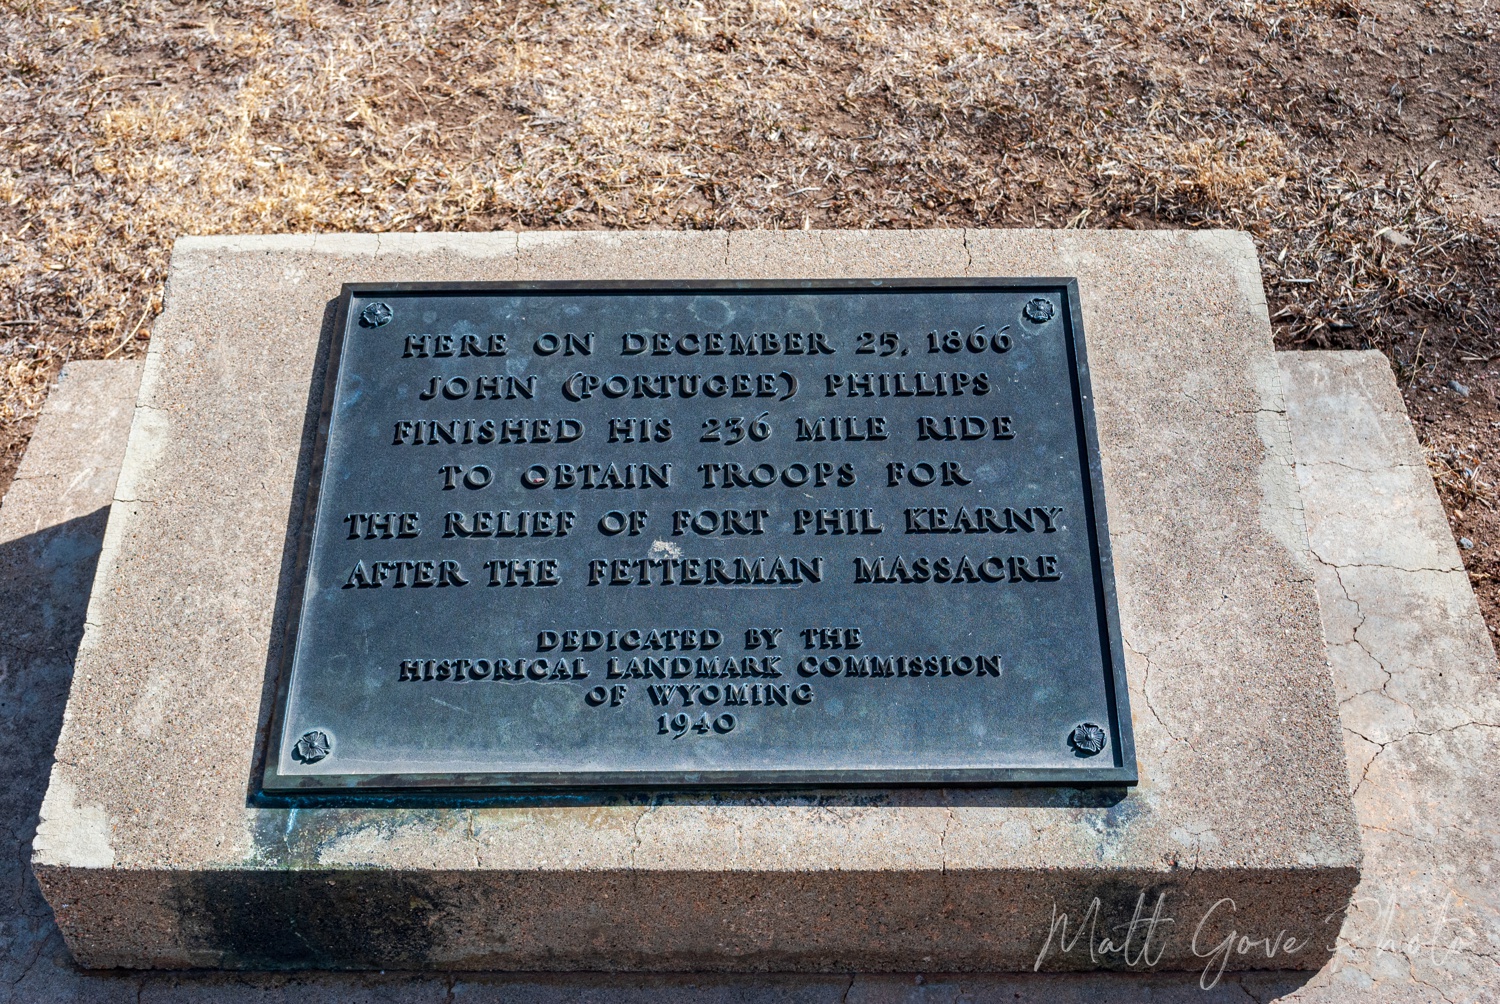 HERE ON DECEMBER 25, 1866
JOHN (PORTUGEE) PHILLIPS
FINISHED HIS 236 MILE RIDE
TO OBTAIN TROOPS FOR
THE RELIEF OF FORT PHIL KEARNY
AFTER THE FETTERMAN MASSACRE
DEDICATED BY THE
HISTORICAL LANDMARK COMMISSION
OF WYOMING
1940
Matt Gove Photo